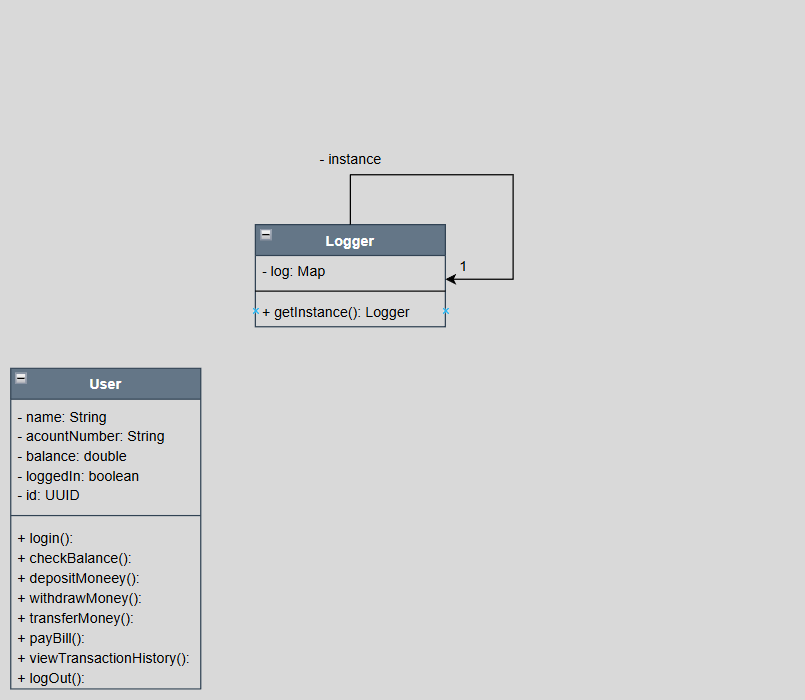 - instance
Logger
1
- log: Map
+ getInstance(): Logger
User
- name: String
- acountNumber: String
- balance: double
- loggedIn: boolean
- id: UUID
+ login():
+ checkBalance():
+ depositMoneey():
+ withdrawMoney():
+ transferMoney():
+ payBill():
+ viewTransactionHistory():
+ logOut():